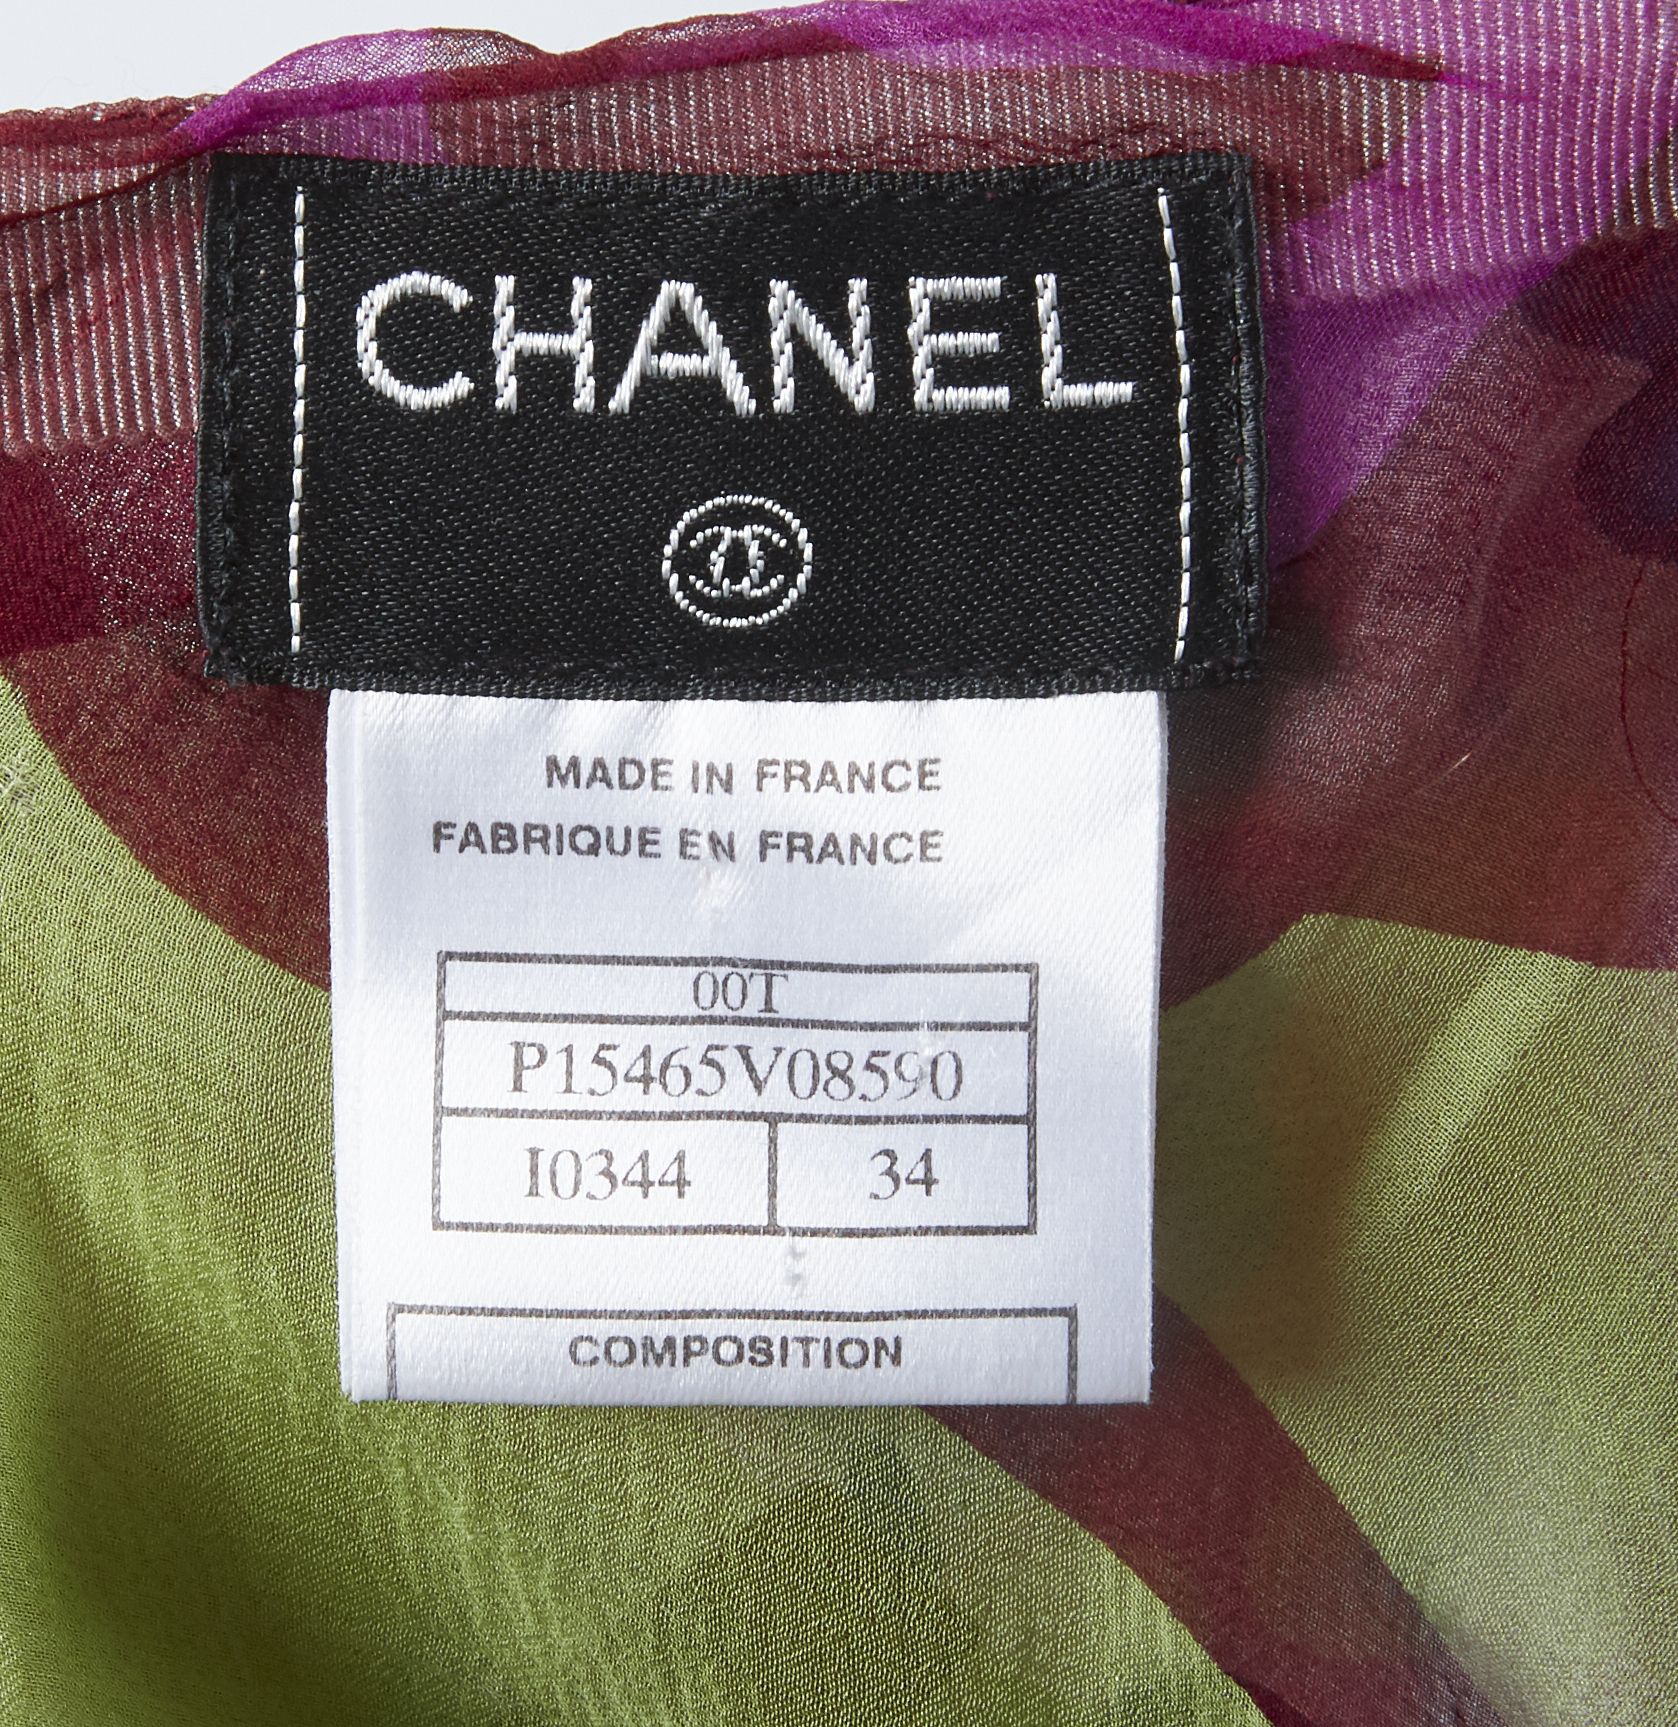 CHANEL
MADE IN FRANCE
FABRIQUE EN FRANCE
00T
P15465V08590
I0344 34
COMPOSITION